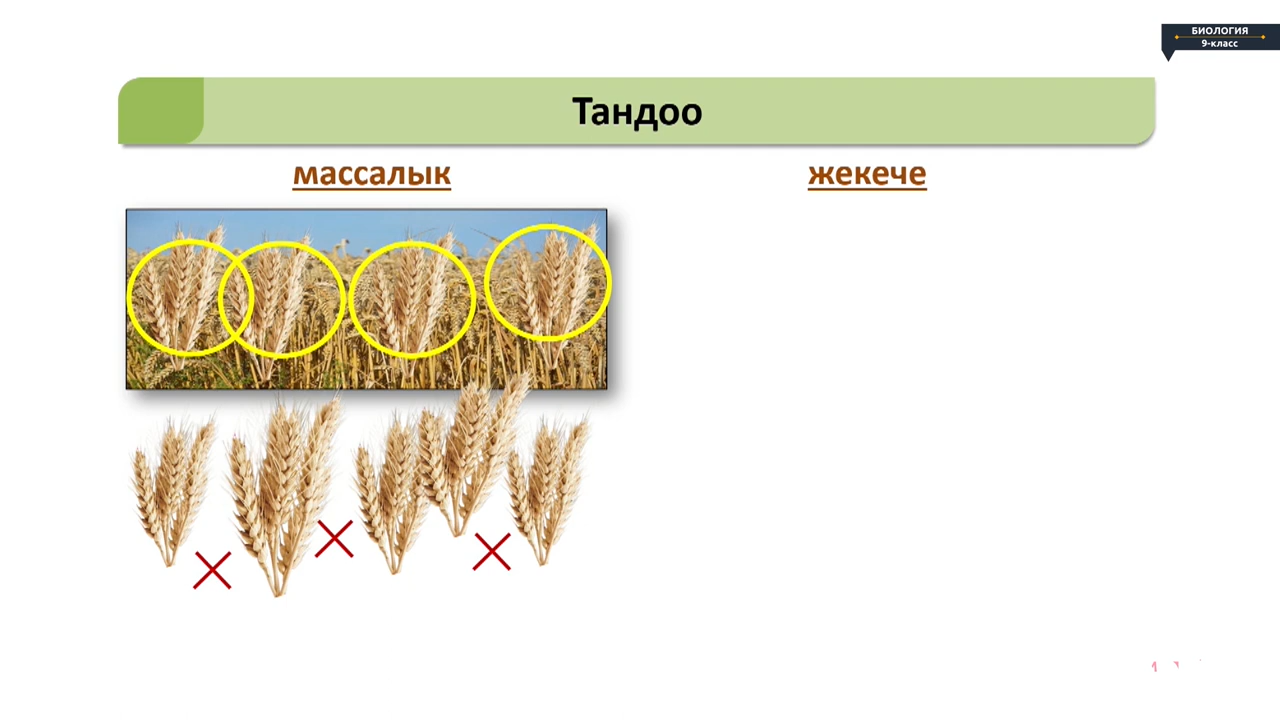 БИОЛОГИЯ
9-класс
Тандоо
массалык
жекече